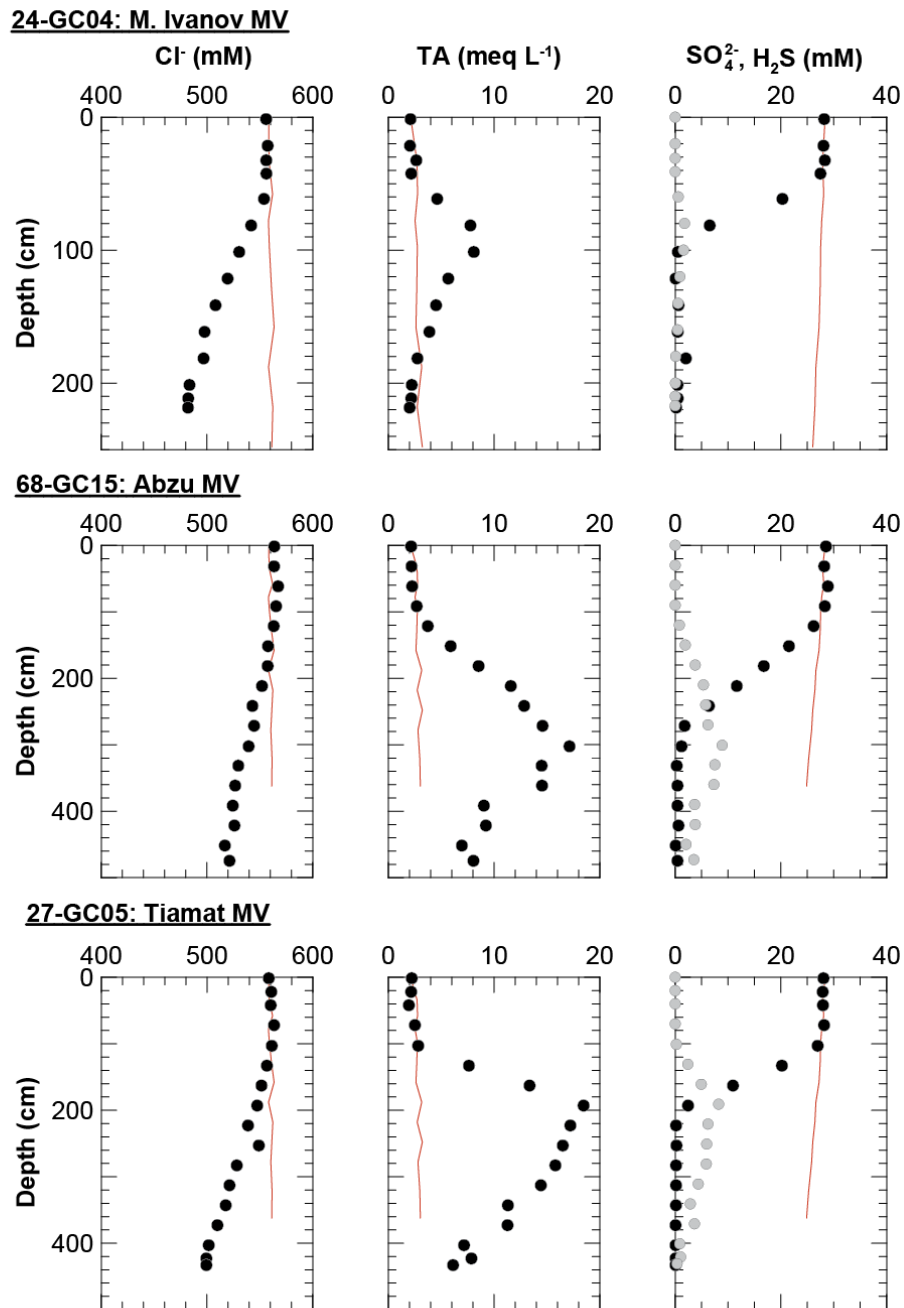 24-GC04: M. Ivanov MV
Cl⁻ (mM) TA (meq L⁻¹) SO₄²⁻, H₂S (mM)
400 500 600 0 10 20 0 20 40
0
100
200
Depth (cm)
68-GC15: Abzu MV
400 500 600 0 10 20 0 20 40
0
200
400
Depth (cm)
27-GC05: Tiamat MV
400 500 600 0 10 20 0 20 40
0
200
400
Depth (cm)